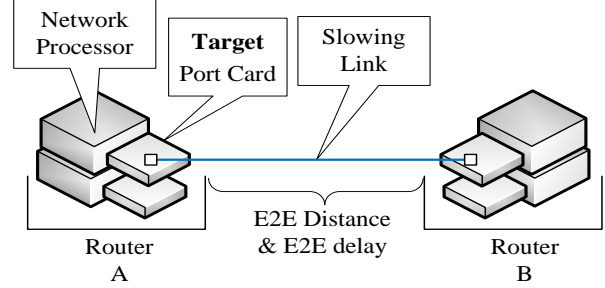 Network
Processor
Target
Port Card
Slowing
Link
E2E Distance
& E2E delay
Router
A
Router
B